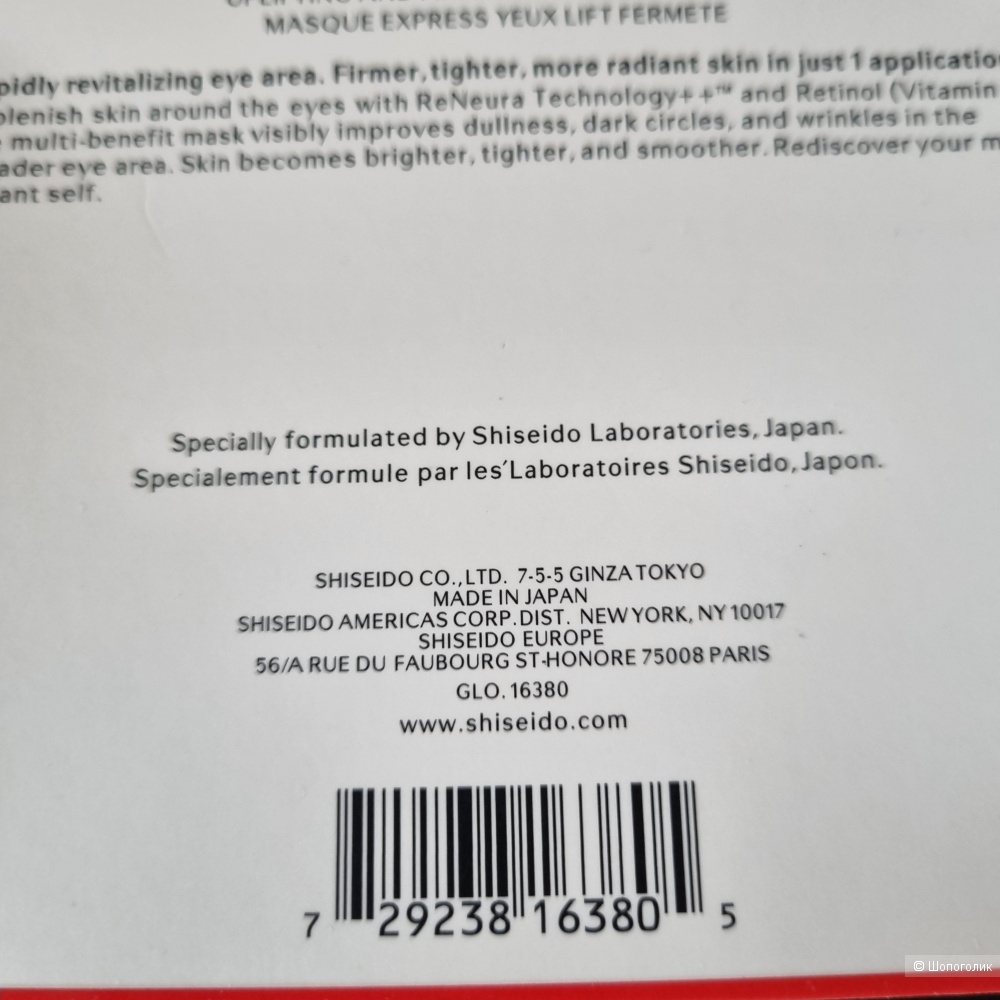 MASQUE EXPRESS YEUX LIFT FERMETE
pidly revitalizing eye area. Firmer, tighter, more radiant skin in just 1 applicatio
plenish skin around the eyes with ReNeura Technology++™ and Retinol (Vitamin
multi-benefit mask visibly improves dullness, dark circles, and wrinkles in the
ader eye area. Skin becomes brighter, tighter, and smoother. Rediscover your m
ant self.
Specially formulated by Shiseido Laboratories, Japan.
Specialement formule par les'Laboratoires Shiseido, Japon.
SHISEIDO CO., LTD. 7-5-5 GINZA TOKYO
MADE IN JAPAN
SHISEIDO AMERICAS CORP. DIST. NEW YORK, NY 10017
SHISEIDO EUROPE
56/A RUE DU FAUBOURG ST-HONORE 75008 PARIS
GLO. 16380
www.shiseido.com
7 29238 16380 5
© Шопоголик